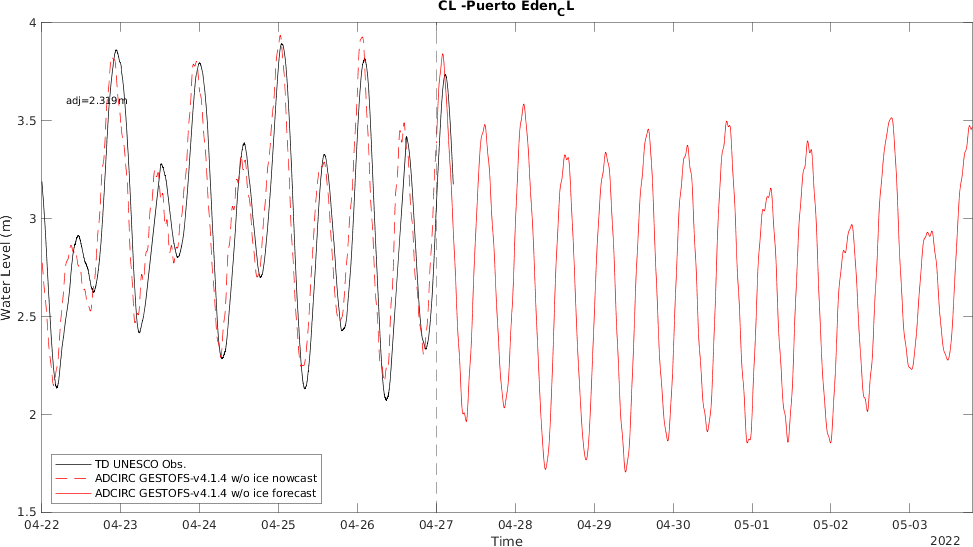 CL -Puerto Eden_CL
4
3.5
3
2.5
2
1.5
Water Level (m)
adj=2.319m
TD UNESCO Obs.
ADCIRC GESTOFS-v4.1.4 w/o ice nowcast
ADCIRC GESTOFS-v4.1.4 w/o ice forecast
04-22 04-23 04-24 04-25 04-26 04-27 04-28 04-29 04-30 05-01 05-02 05-03
Time
2022